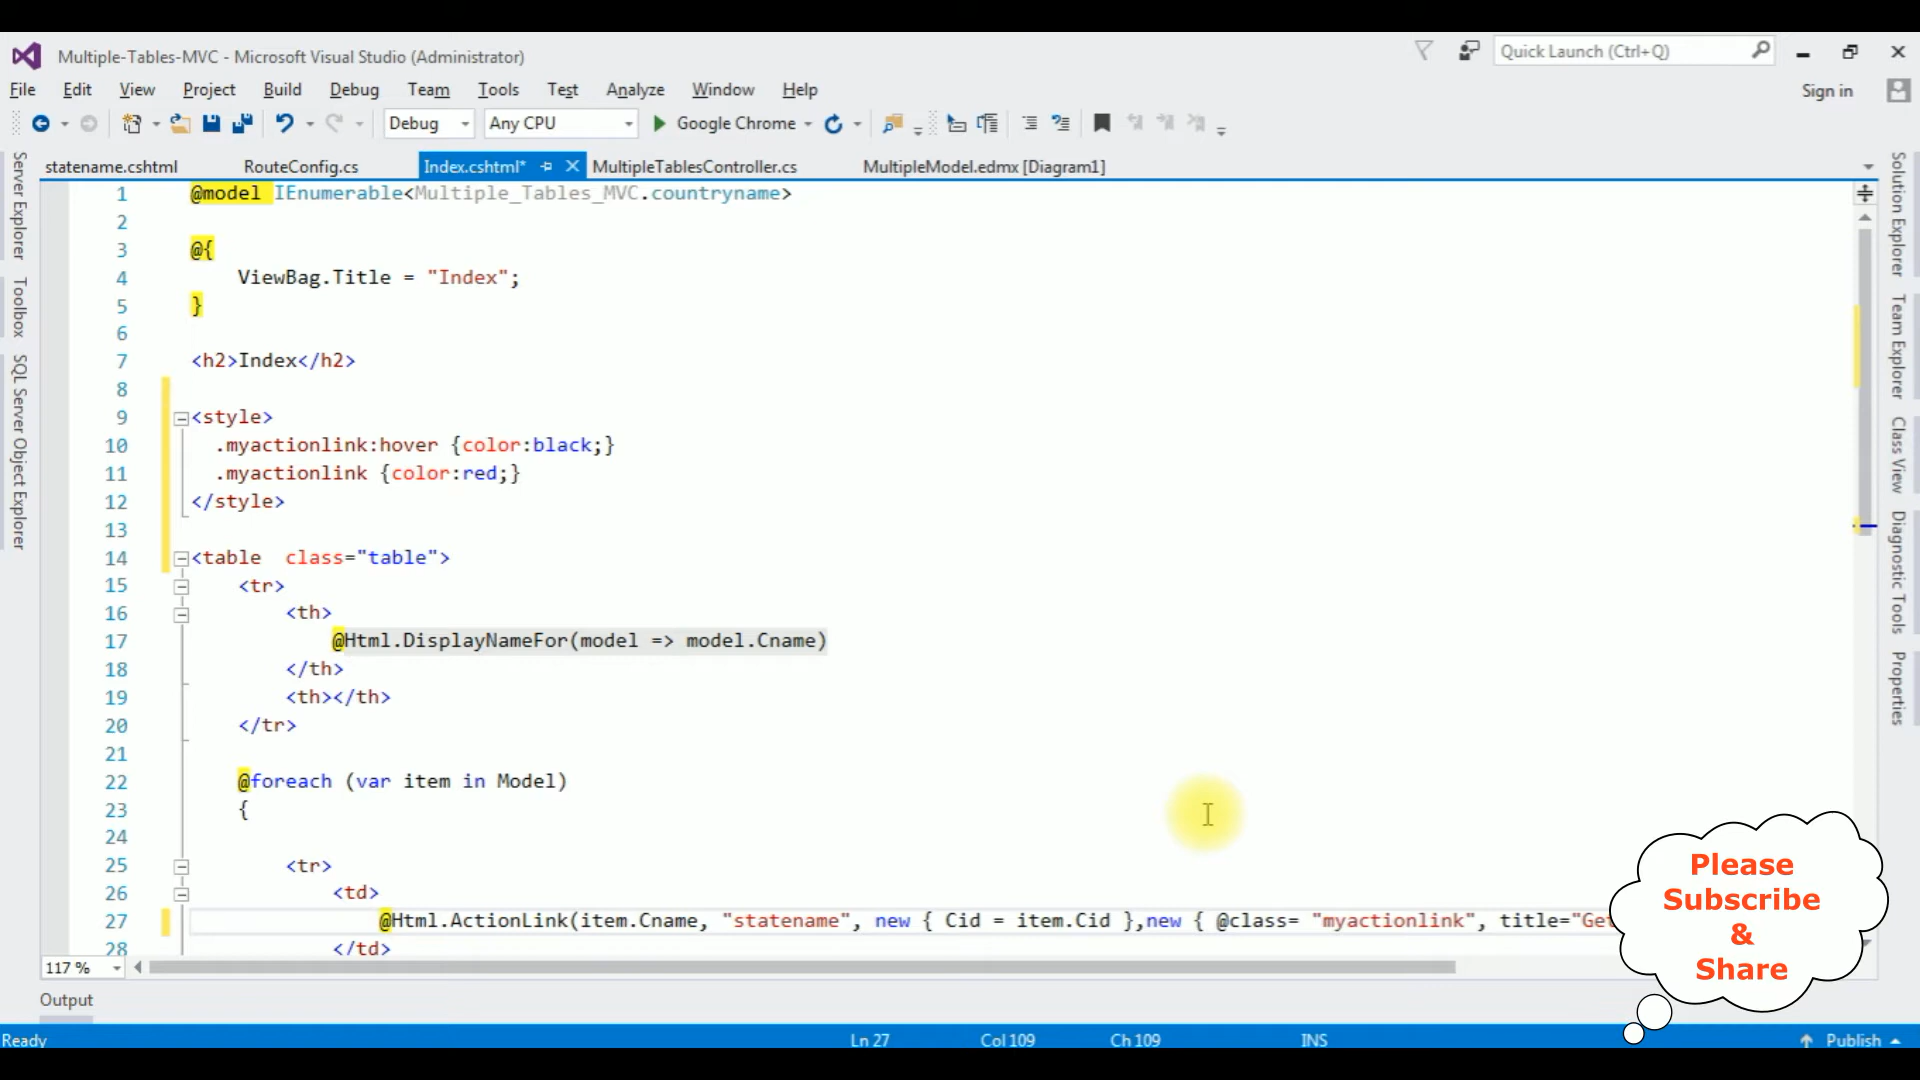 Multiple-Tables-MVC - Microsoft Visual Studio (Administrator)
Quick Launch (Ctrl+Q)
File Edit View Project Build Debug Team Tools Test Analyze Window Help
Sign in
Debug Any CPU Google Chrome
statename.cshtml RouteConfig.cs Index.cshtml* MultipleTablesController.cs MultipleModel.edmx [Diagram1]
Server Explorer
Toolbox
SQL Server Object Explorer
1 @model IEnumerable<Multiple_Tables_MVC.countryname>
2
3 @{
4 ViewBag.Title = "Index";
5 }
6
7 <h2>Index</h2>
8
9 <style>
10 .myactionlink:hover {color:black;}
11 .myactionlink {color:red;}
12 </style>
13
14 <table class="table">
15 <tr>
16 <th>
17 @Html.DisplayNameFor(model => model.Cname)
18 </th>
19 <th></th>
20 </tr>
21
22 @foreach (var item in Model)
23 {
24
25 <tr>
26 <td>
27 @Html.ActionLink(item.Cname, "statename", new { Cid = item.Cid },new { @class= "myactionlink", title="Get
28 </td>
Solution Explorer
Team Explorer
Class View
Diagnostic Tools
Properties
Please
Subscribe
&
Share
117 %
Output
Ready Ln 27 Col 109 Ch 109 INS Publish